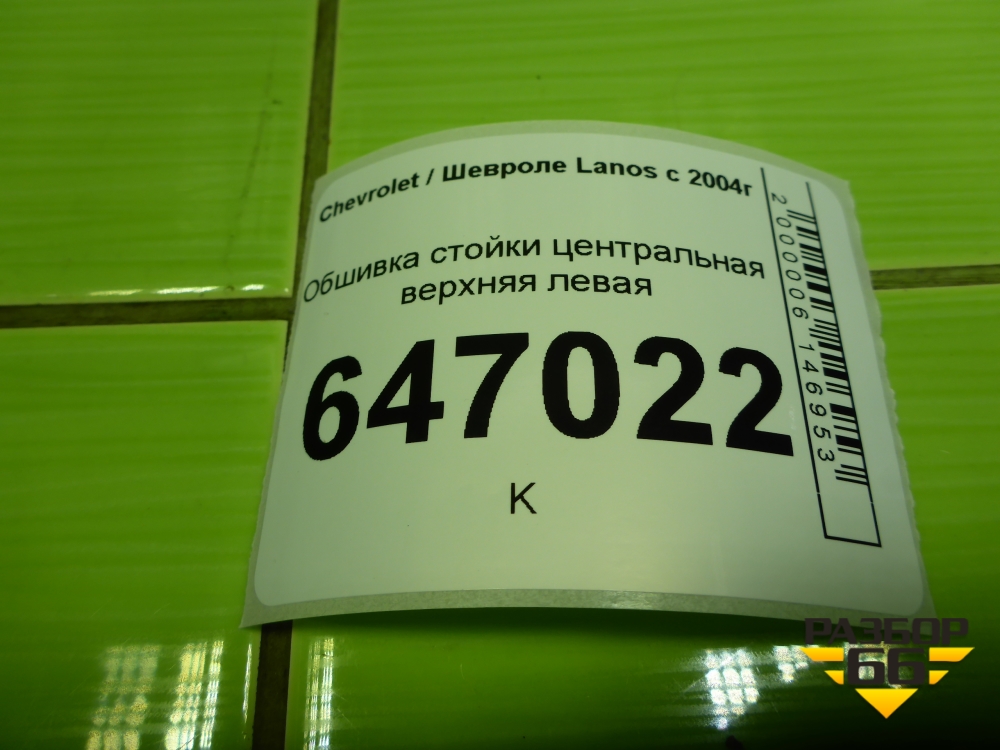 Chevrolet / Шевроле Lanos с 2004г
Обшивка стойки центральная
верхняя левая
647022
К
2000006146953
РАЗБОР
66